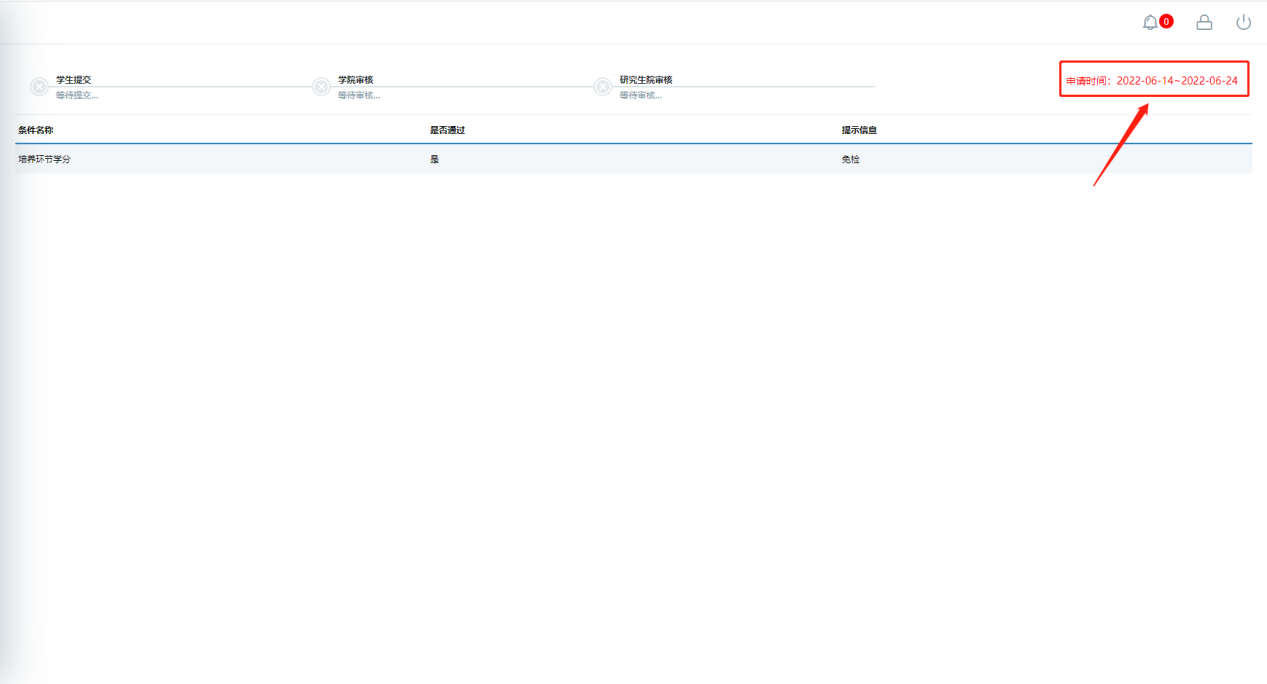 0
学生提交
等待提交...
学院审核
等待审核...
研究生院审核
等待审核...
申请时间：2022-06-14~2022-06-24
条件名称 是否通过 提示信息
培养环节学分 是 免检